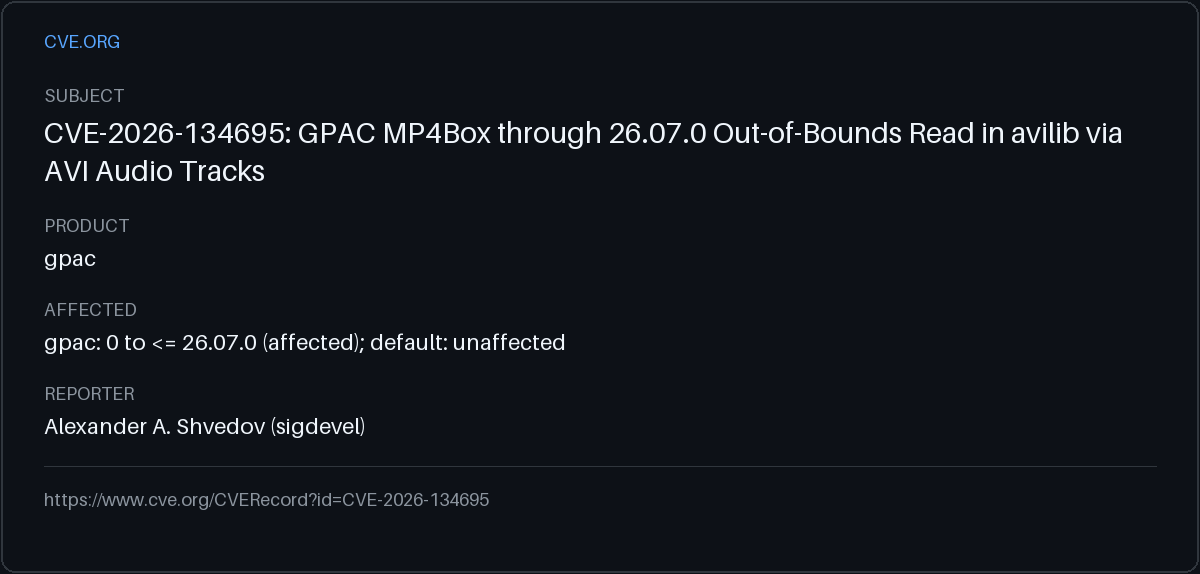 CVE.ORG
SUBJECT
CVE-2026-134695: GPAC MP4Box through 26.07.0 Out-of-Bounds Read in avilib via
AVI Audio Tracks
PRODUCT
gpac
AFFECTED
gpac: 0 to <= 26.07.0 (affected); default: unaffected
REPORTER
Alexander A. Shvedov (sigdevel)
https://www.cve.org/CVERecord?id=CVE-2026-134695